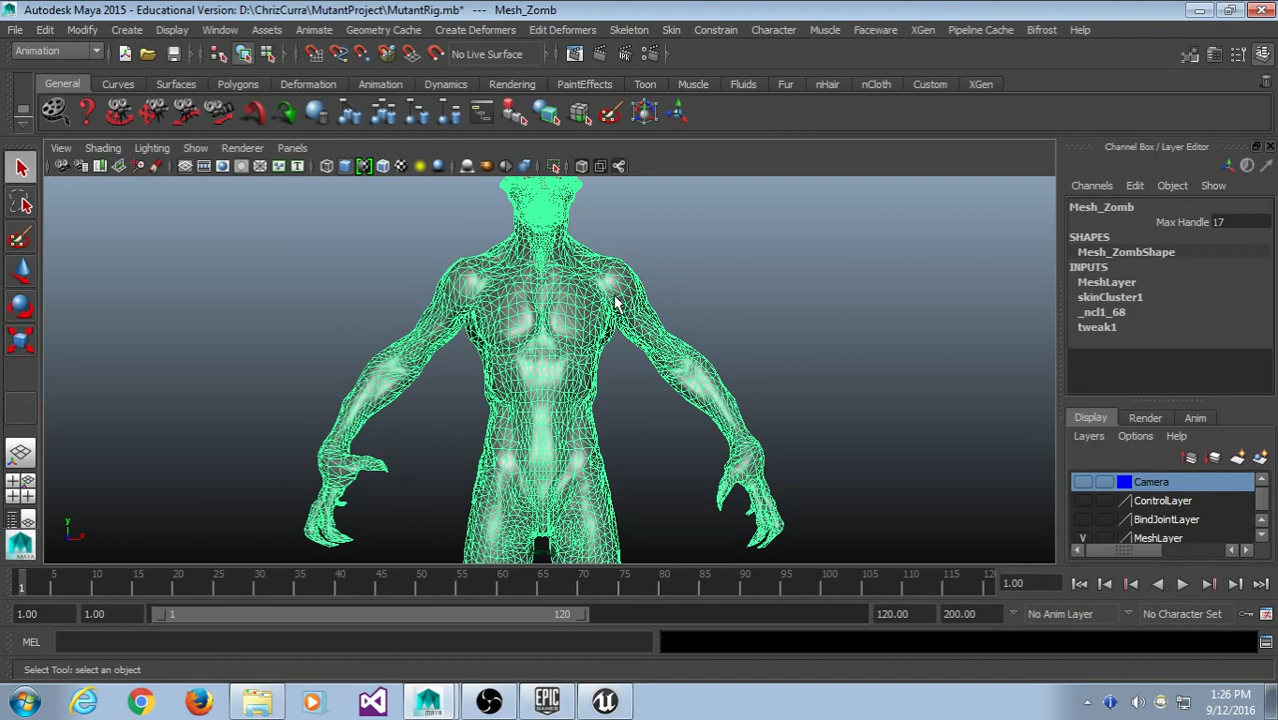 Autodesk Maya 2015 - Educational Version: D:\ChrizCurra\MutantProject\MutantRig.mb* --- Mesh_Zomb
File Edit Modify Create Display Window Assets Animate Geometry Cache Create Deformers Edit Deformers Skeleton Skin Constrain Character Muscle Faceware XGen Pipeline Cache Bifrost Help
Animation No Live Surface
General Curves Surfaces Polygons Deformation Animation Dynamics Rendering PaintEffects Toon Muscle Fluids Fur nHair nCloth Custom XGen
View Shading Lighting Show Renderer Panels
Channel Box / Layer Editor
Channels Edit Object Show
Mesh_Zomb
Max Handle 17
SHAPES
Mesh_ZombShape
INPUTS
MeshLayer
skinCluster1
_ncl1_68
tweak1
Display Render Anim
Layers Options Help
Camera
ControlLayer
BindJointLayer
V MeshLayer
y
x
MAYA
1 5 10 15 20 25 30 35 40 45 50 55 60 65 70 75 80 85 90 95 100 105 110 115 12 1.00
1.00 1.00 1 120 120.00 200.00 No Anim Layer No Character Set
MEL
Select Tool: select an object
EPIC GAMES
1:26 PM
9/12/2016